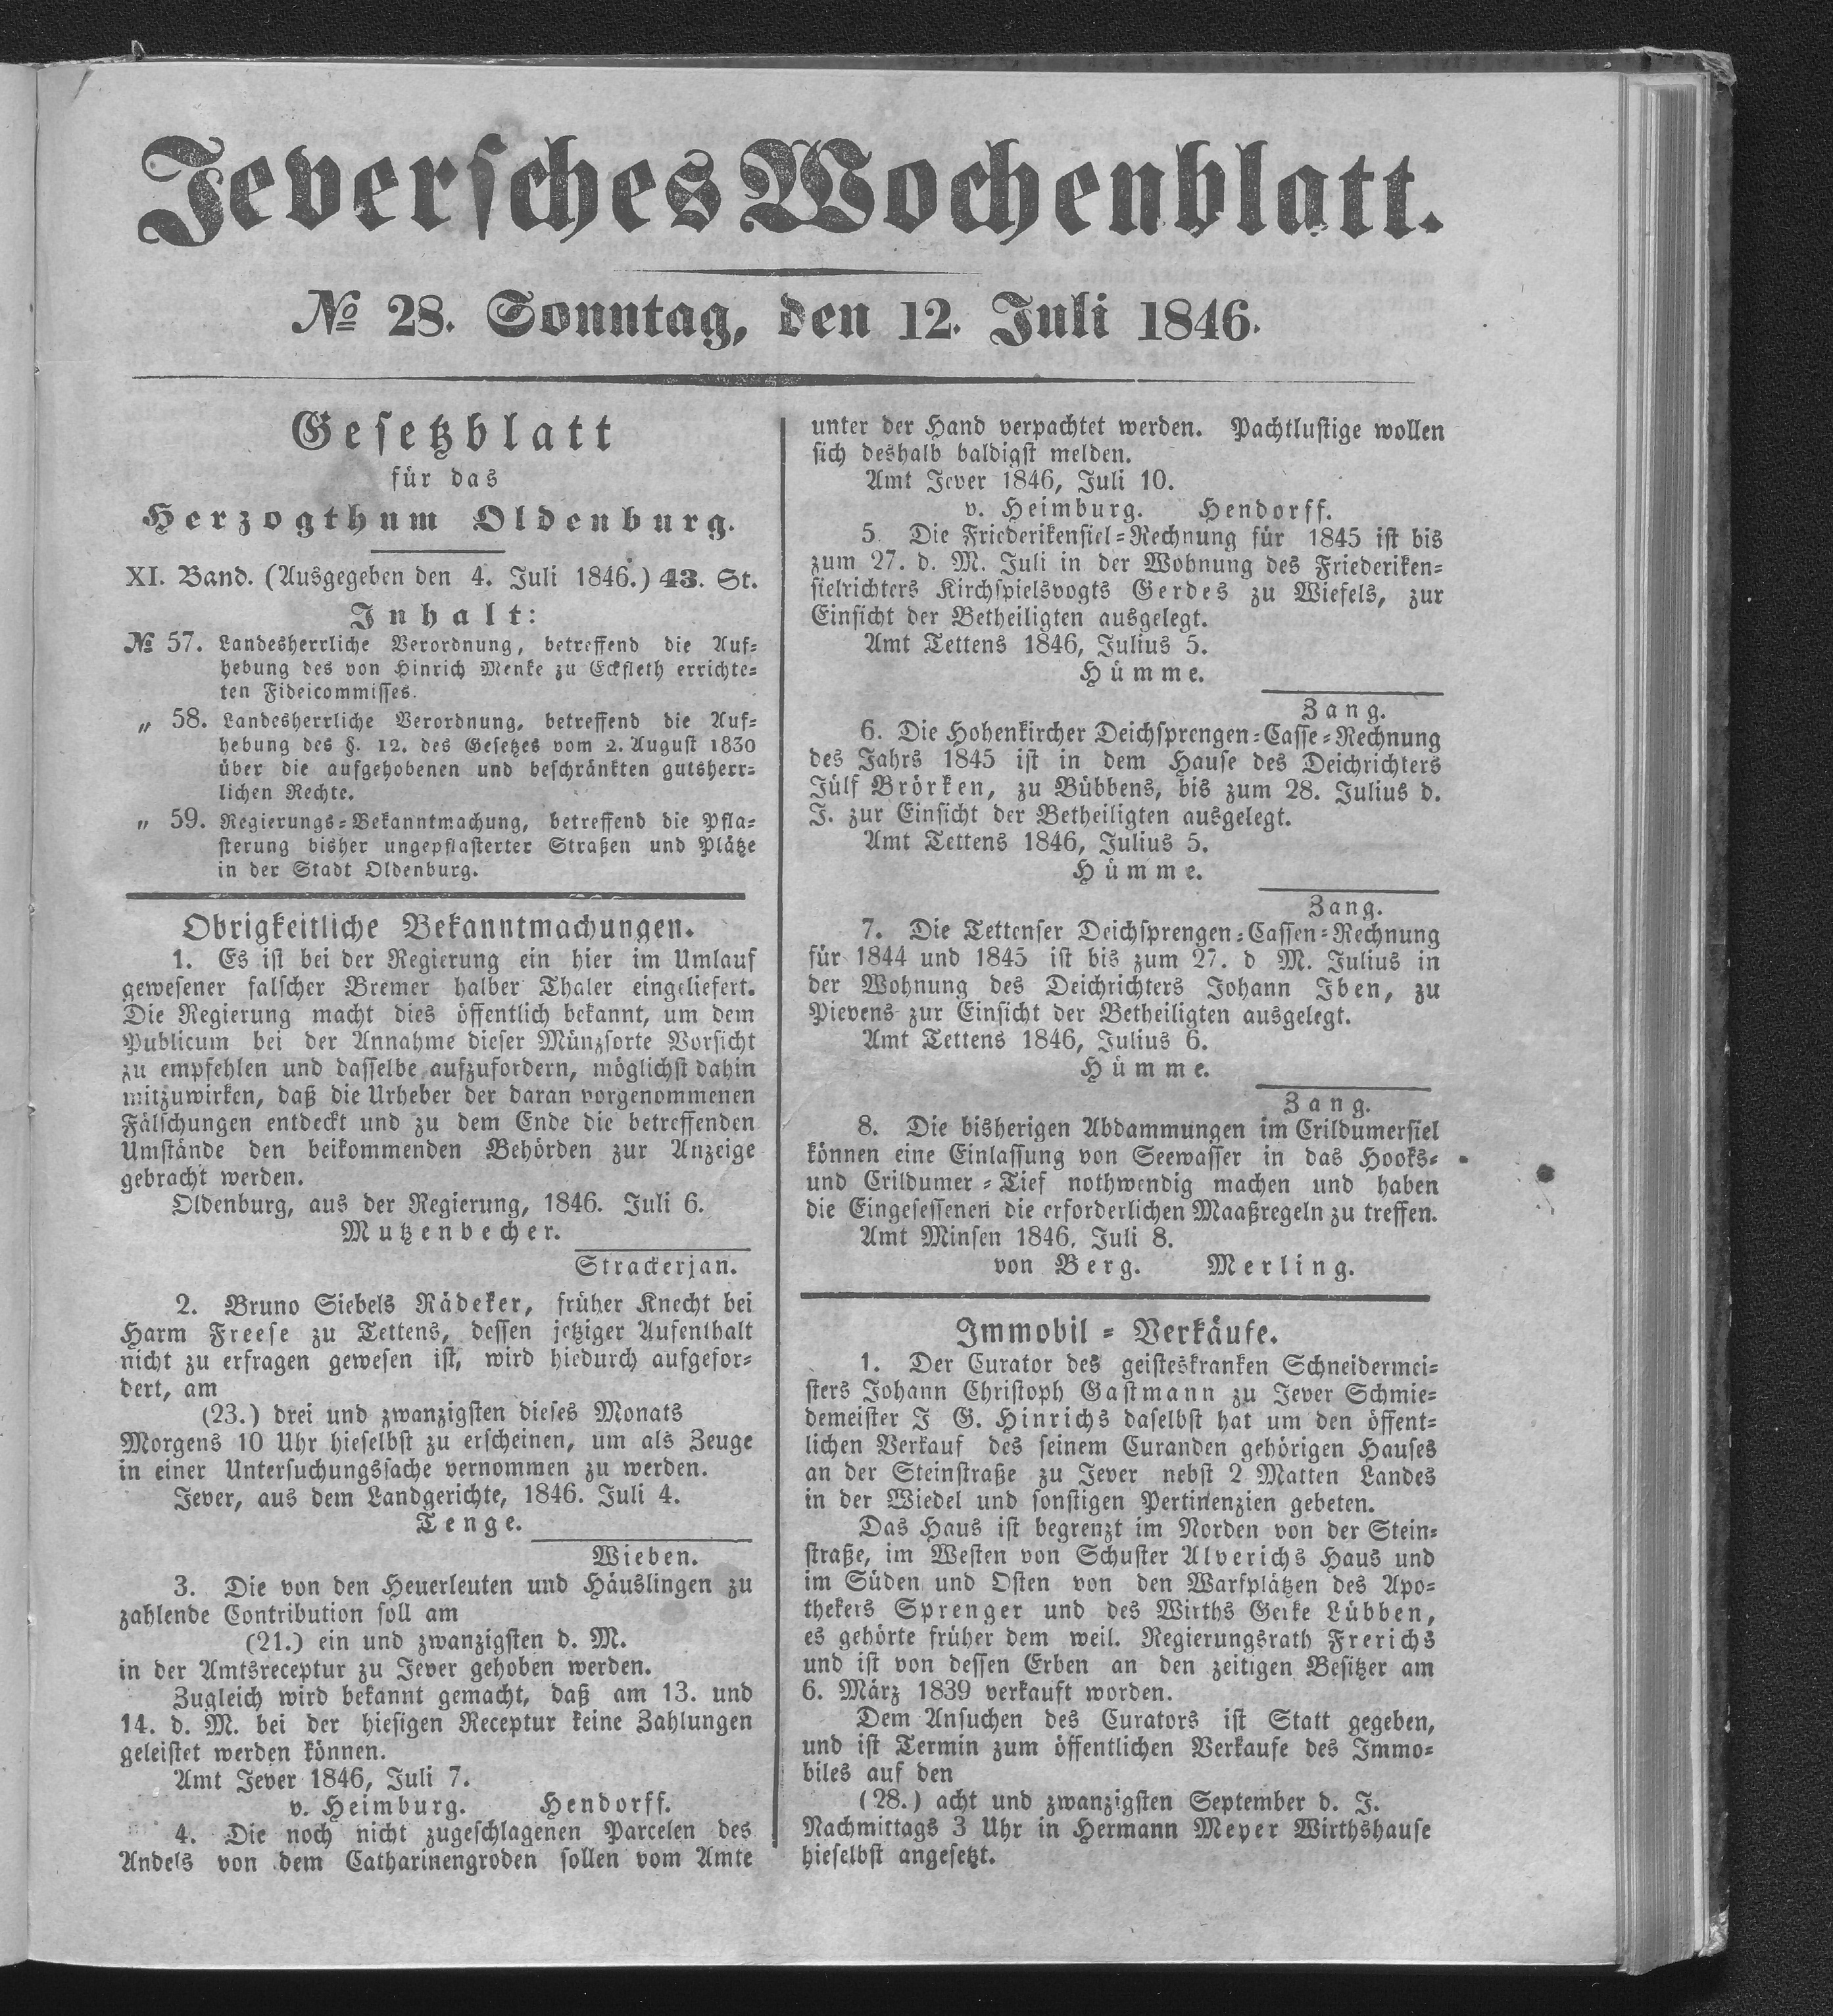 Jeversches Wochenblatt.
№ 28. Sonntag, den 12. Juli 1846.
Gesetzblatt
für das
Herzogthum Oldenburg.
XI. Band. (Ausgegeben den 4. Juli 1846.) 43. St.
Inhalt:
№ 57. Landesherrliche Verordnung, betreffend die Auf-
hebung des von Hinrich Menke zu Eckfleth errichte-
ten Fideicommisses.
„ 58. Landesherrliche Verordnung, betreffend die Auf-
hebung des §. 12. des Gesetzes vom 2. August 1830
über die aufgehobenen und beschränkten gutsherr-
lichen Rechte.
„ 59. Regierungs-Bekanntmachung, betreffend die Pfla-
sterung bisher ungepflasterter Straßen und Plätze
in der Stadt Oldenburg.
Obrigkeitliche Bekanntmachungen.
1. Es ist bei der Regierung ein hier im Umlauf
gewesener falscher Bremer halber Thaler eingeliefert.
Die Regierung macht dies öffentlich bekannt, um dem
Publicum bei der Annahme dieser Münzsorte Vorsicht
zu empfehlen und dasselbe aufzufordern, möglichst dahin
mitzuwirken, daß die Urheber der daran vorgenommenen
Fälschungen entdeckt und zu dem Ende die betreffenden
Umstände den beikommenden Behörden zur Anzeige
gebracht werden.
Oldenburg, aus der Regierung, 1846. Juli 6.
Mutzenbecher.
Strackerjan.
2. Bruno Siebels Rädeker, früher Knecht bei
Harm Freese zu Tettens, dessen jetziger Aufenthalt
nicht zu erfragen gewesen ist, wird hiedurch aufgefor-
dert, am
(23.) drei und zwanzigsten dieses Monats
Morgens 10 Uhr hieselbst zu erscheinen, um als Zeuge
in einer Untersuchungssache vernommen zu werden.
Jever, aus dem Landgerichte, 1846. Juli 4.
Tenge.
Wieben.
3. Die von den Heuerleuten und Häuslingen zu
zahlende Contribution soll am
(21.) ein und zwanzigsten d. M.
in der Amtsreceptur zu Jever gehoben werden.
Zugleich wird bekannt gemacht, daß am 13. und
14. d. M. bei der hiesigen Receptur keine Zahlungen
geleistet werden können.
Amt Jever 1846, Juli 7.
v. Heimburg. Hendorff.
4. Die noch nicht zugeschlagenen Parcelen des
Andels von dem Catharinengroden sollen vom Amte
unter der Hand verpachtet werden. Pachtlustige wollen
sich deshalb baldigst melden.
Amt Jever 1846, Juli 10.
v. Heimburg. Hendorff.
5. Die Friederikensiel-Rechnung für 1845 ist bis
zum 27. d. M. Juli in der Wohnung des Friederiken-
sielrichters Kirchspielsvogts Gerdes zu Wiefels, zur
Einsicht der Betheiligten ausgelegt.
Amt Tettens 1846, Julius 5.
Hümme.
Zang.
6. Die Hohenkircher Deichsprengen-Casse-Rechnung
des Jahrs 1845 ist in dem Hause des Deichrichters
Jülf Brörken, zu Bübbens, bis zum 28. Julius d.
J. zur Einsicht der Betheiligten ausgelegt.
Amt Tettens 1846, Julius 5.
Hümme.
Zang.
7. Die Tettenser Deichsprengen-Cassen-Rechnung
für 1844 und 1845 ist bis zum 27. d M. Julius in
der Wohnung des Deichrichters Johann Iben, zu
Pievens zur Einsicht der Betheiligten ausgelegt.
Amt Tettens 1846, Julius 6.
Hümme.
Zang.
8. Die bisherigen Abdammungen im Crildumersiel
können eine Einlassung von Seewasser in das Hooks-
und Crildumer-Tief nothwendig machen und haben
die Eingesessenen die erforderlichen Maaßregeln zu treffen.
Amt Minsen 1846, Juli 8.
von Berg. Merling.
Immobil-Verkäufe.
1. Der Curator des geisteskranken Schneidermei-
sters Johann Christoph Gastmann zu Jever Schmie-
demeister J G. Hinrichs daselbst hat um den öffent-
lichen Verkauf des seinem Curanden gehörigen Hauses
an der Steinstraße zu Jever nebst 2 Matten Landes
in der Wiedel und sonstigen Pertinenzien gebeten.
Das Haus ist begrenzt im Norden von der Stein-
straße, im Westen von Schuster Alverichs Haus und
im Süden und Osten von den Warfplätzen des Apo-
thekers Sprenger und des Wirths Gerke Lübben,
es gehörte früher dem weil. Regierungsrath Frerichs
und ist von dessen Erben an den zeitigen Besitzer am
6. März 1839 verkauft worden.
Dem Ansuchen des Curators ist Statt gegeben,
und ist Termin zum öffentlichen Verkaufe des Immo-
biles auf den
(28.) acht und zwanzigsten September d. J.
Nachmittags 3 Uhr in Hermann Meyer Wirthshause
hieselbst angesetzt.